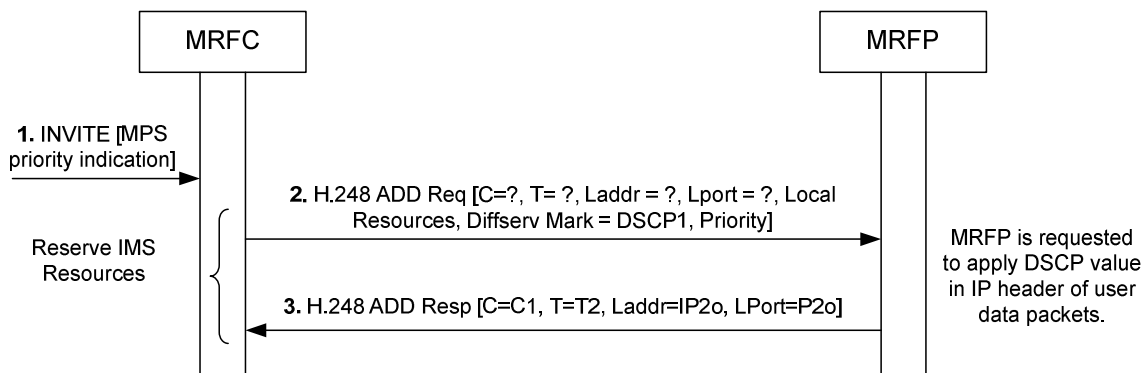 MRFC
MRFP
1. INVITE [MPS
priority indication]
2. H.248 ADD Req [C=?, T= ?, Laddr = ?, Lport = ?, Local
Resources, Diffserv Mark = DSCP1, Priority]
Reserve IMS
Resources
MRFP is requested
to apply DSCP value
in IP header of user
data packets.
3. H.248 ADD Resp [C=C1, T=T2, Laddr=IP2o, LPort=P2o]